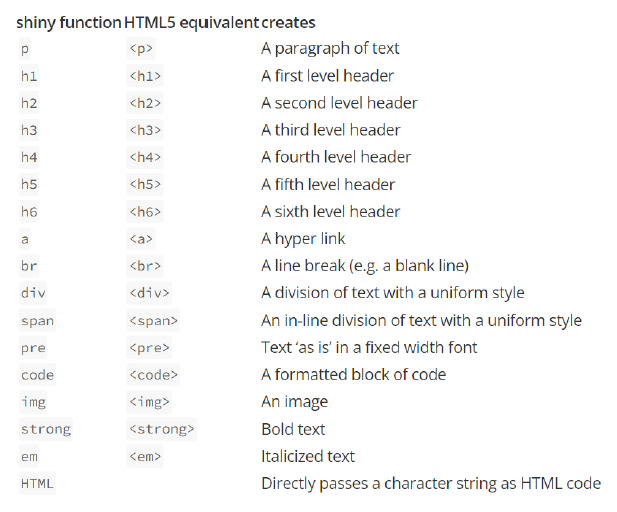 shiny function HTML5 equivalent creates
p <p> A paragraph of text
h1 <h1> A first level header
h2 <h2> A second level header
h3 <h3> A third level header
h4 <h4> A fourth level header
h5 <h5> A fifth level header
h6 <h6> A sixth level header
a <a> A hyper link
br <br> A line break (e.g. a blank line)
div <div> A division of text with a uniform style
span <span> An in-line division of text with a uniform style
pre <pre> Text ‘as is’ in a fixed width font
code <code> A formatted block of code
img <img> An image
strong <strong> Bold text
em <em> Italicized text
HTML Directly passes a character string as HTML code